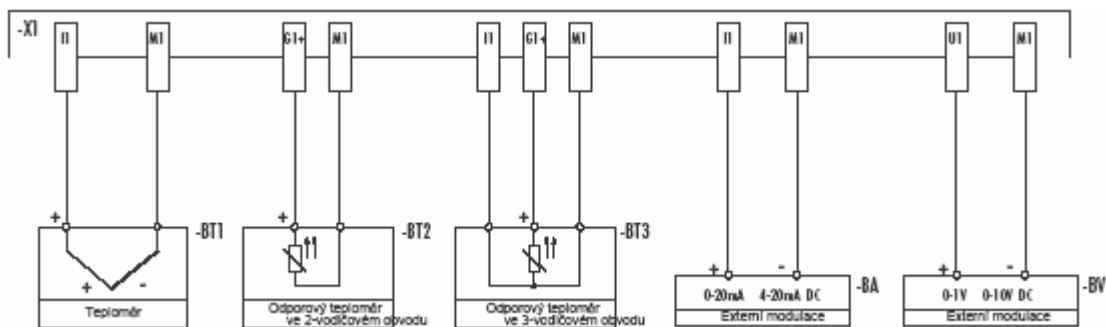 -X1 I1 M1 G1+ M1 I1 G1+ M1 I1 M1 U1 M1
+ + +
-BT1 -BT2 -BT3
+ - + -
+ - 0-20mA 4-20mA DC -BA 0-1V 0-10V DC -BV
Teploměr
Odporový teploměr
ve 2-vodičovém obvodu
Odporový teploměr
ve 3-vodičovém obvodu
Externí modulace
Externí modulace